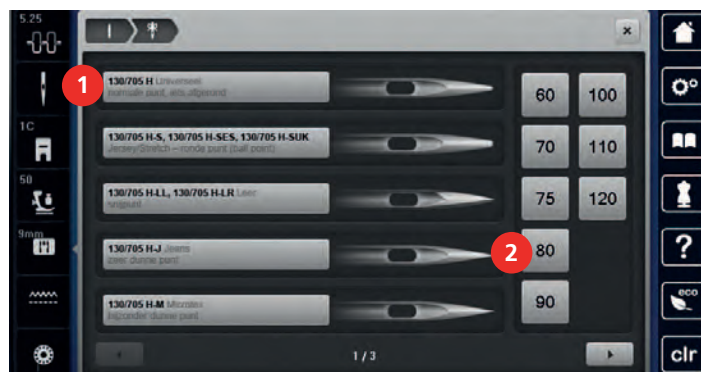 5.25
1C
50
9mm
1
130/705 H Universeel
normale punt, iets afgerond
130/705 H-S, 130/705 H-SES, 130/705 H-SUK
Jersey/Stretch – ronde punt (ball point)
130/705 H-LL, 130/705 H-LR Leer
snijpunt
130/705 H-J Jeans
zeer dunne punt
130/705 H-M Microtex
bijzonder dunne punt
60 100
70 110
75 120
2
80
90
1 / 3
?
eco
clr